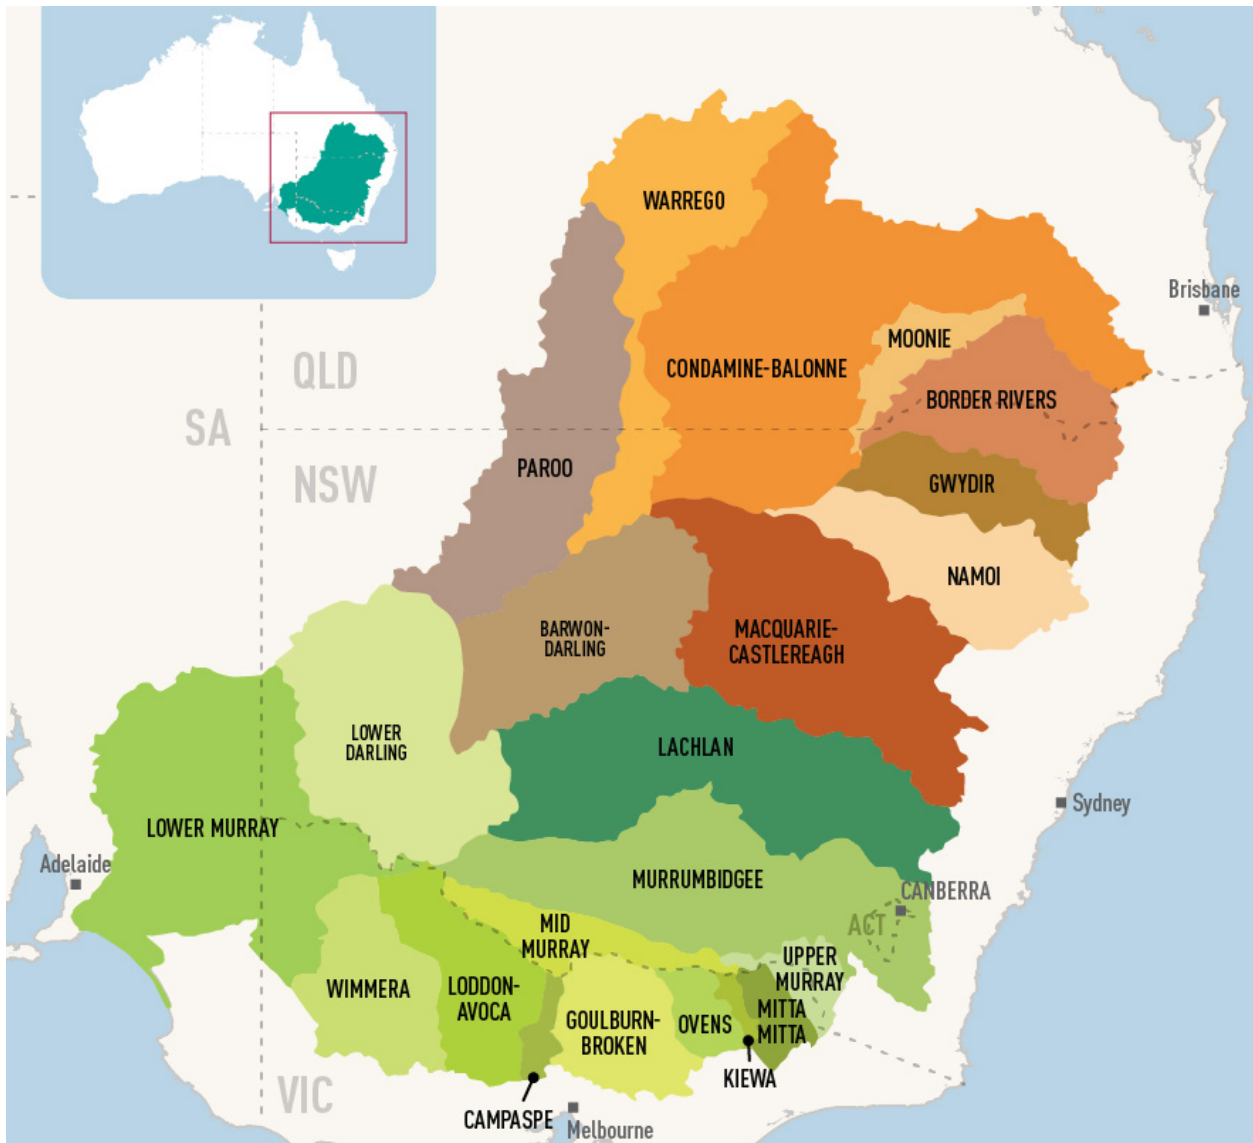 WARREGO
Brisbane
MOONIE
QLD
CONDAMINE-BALONNE
BORDER RIVERS
SA
PAROO
NSW
GWYDIR
NAMOI
BARWON-
DARLING
MACQUARIE-
CASTLEREAGH
LOWER
DARLING
LACHLAN
Sydney
LOWER MURRAY
Adelaide
MURRUMBIDGEE
CANBERRA
ACT
MID
MURRAY
UPPER
MURRAY
WIMMERA
LODDON-
AVOCA
MITTA
MITTA
GOULBURN-
BROKEN
OVENS
KIEWA
VIC
CAMPASPE
Melbourne